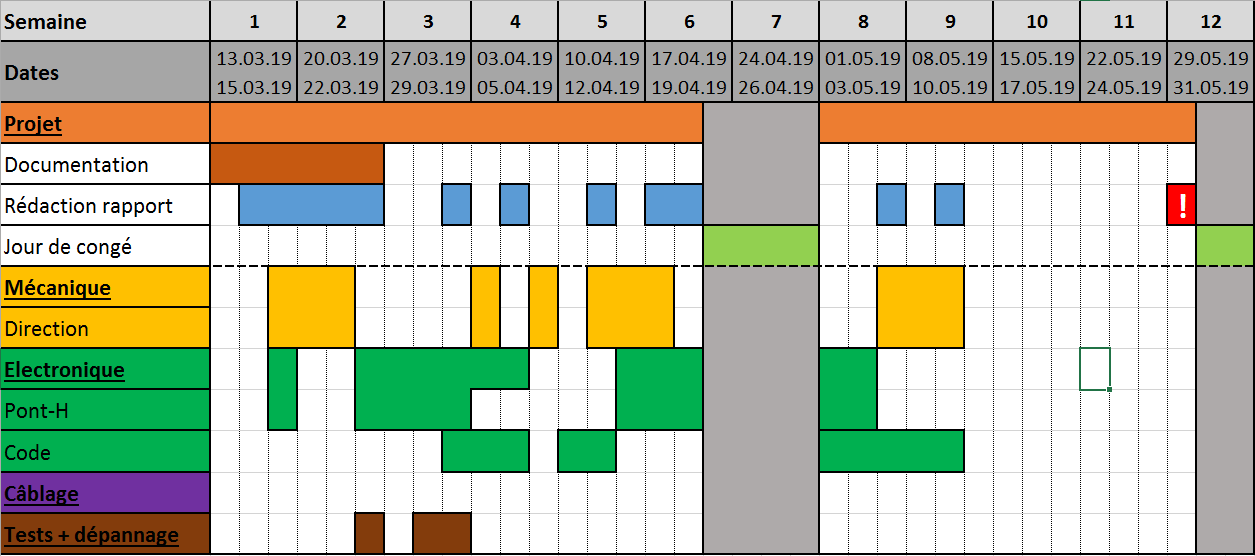 Semaine 1 2 3 4 5 6 7 8 9 10 11 12
Dates 13.03.19 20.03.19 27.03.19 03.04.19 10.04.19 17.04.19 24.04.19 01.05.19 08.05.19 15.05.19 22.05.19 29.05.19
15.03.19 22.03.19 29.03.19 05.04.19 12.04.19 19.04.19 26.04.19 03.05.19 10.05.19 17.05.19 24.05.19 31.05.19
Projet
Documentation
Rédaction rapport !
Jour de congé
Mécanique
Direction
Electronique
Pont-H
Code
Câblage
Tests + dépannage